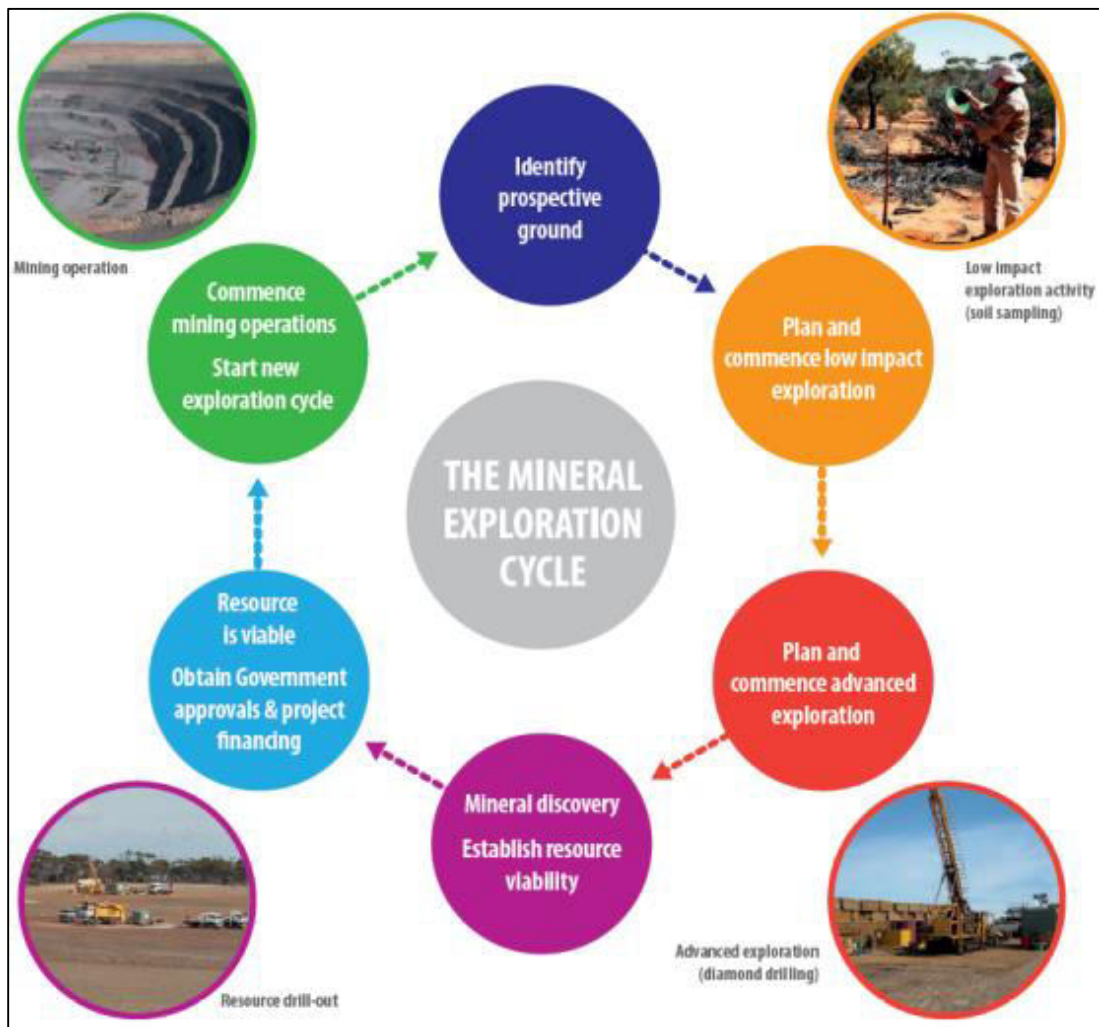 Identify
prospective
ground
Low impact
exploration activity
(soil sampling)
Mining operation
Commence
mining operations
Start new
exploration cycle
Plan and
commence low impact
exploration
THE MINERAL
EXPLORATION
CYCLE
Resource
is viable
Obtain Government
approvals & project
financing
Plan and
commence advanced
exploration
Mineral discovery
Establish resource
viability
Advanced exploration
(diamond drilling)
Resource drill-out